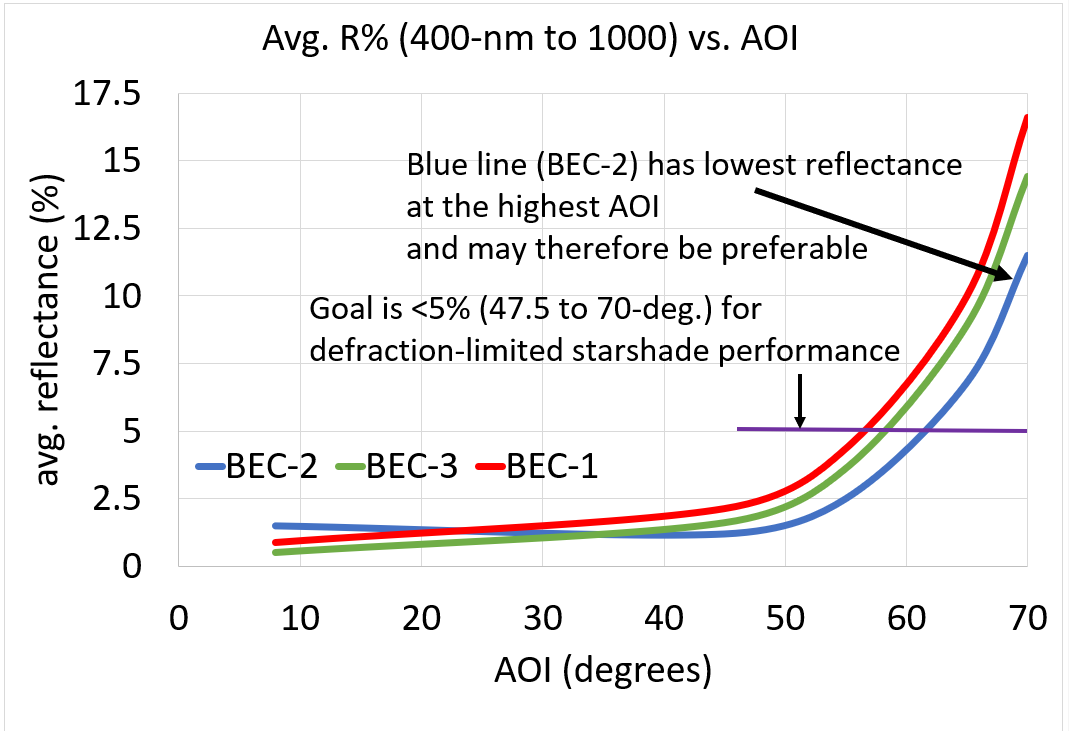 Avg. R% (400-nm to 1000) vs. AOI
17.5
15
12.5
10
7.5
5
2.5
0
avg. reflectance (%)
Blue line (BEC-2) has lowest reflectance
at the highest AOI
and may therefore be preferable
Goal is <5% (47.5 to 70-deg.) for
defraction-limited starshade performance
BEC-2 BEC-3 BEC-1
0 10 20 30 40 50 60 70
AOI (degrees)